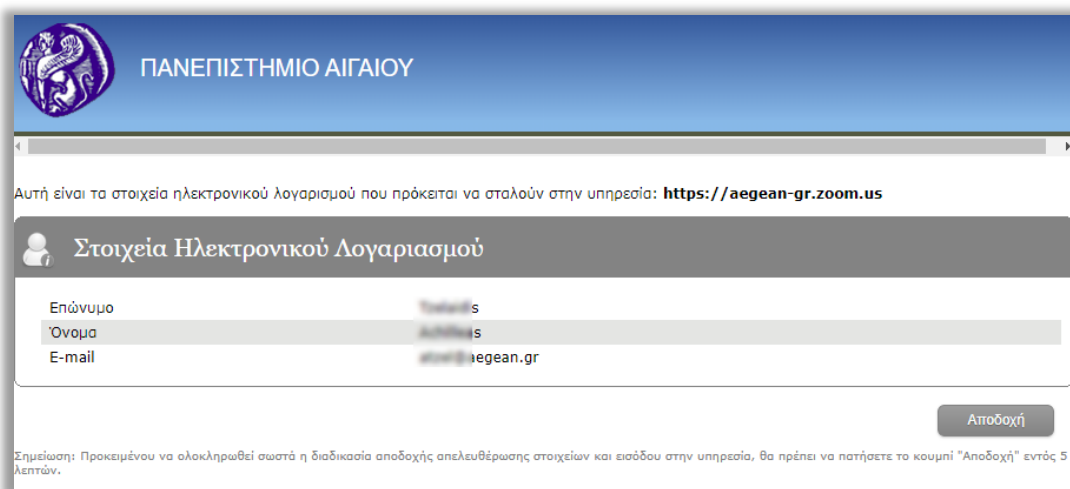 ΠΑΝΕΠΙΣΤΗΜΙΟ ΑΙΓΑΙΟΥ
Αυτή είναι τα στοιχεία ηλεκτρονικού λογαρισμού που πρόκειται να σταλούν στην υπηρεσία: https://aegean-gr.zoom.us
Στοιχεία Ηλεκτρονικού Λογαριασμού
Επώνυμο
Όνομα
E-mail
Αποδοχή
Σημείωση: Προκειμένου να ολοκληρωθεί σωστά η διαδικασία αποδοχής απελευθέρωσης στοιχείων και εισόδου στην υπηρεσία, θα πρέπει να πατήσετε το κουμπί "Αποδοχή" εντός 5
λεπτών.